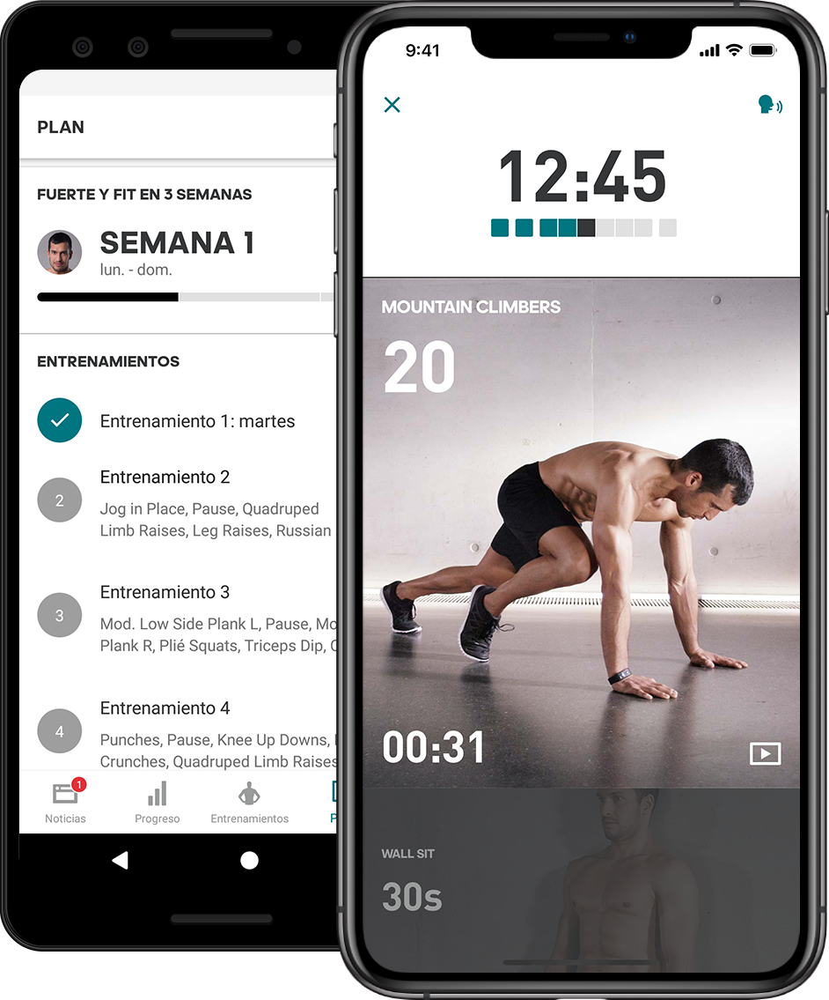 PLAN
FUERTE Y FIT EN 3 SEMANAS
SEMANA 1
lun. - dom.
ENTRENAMIENTOS
Entrenamiento 1: martes
2
Entrenamiento 2
Jog in Place, Pause, Quadruped
Limb Raises, Leg Raises, Russian
3
Entrenamiento 3
Mod. Low Side Plank L, Pause,
Plank R, Plié Squats, Triceps Dip,
4
Entrenamiento 4
Punches, Pause, Knee Up Downs,
Crunches, Quadruped Limb Raises
1
Noticias
Progreso
Entrenamientos
9:41
12:45
MOUNTAIN CLIMBERS
20
00:31
WALL SIT
30s